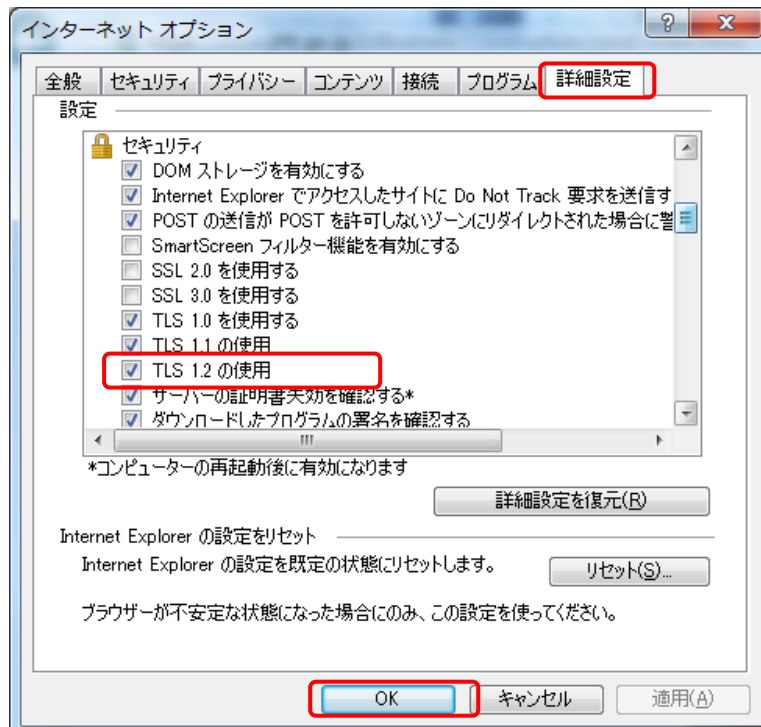 インターネット オプション
全般 セキュリティ プライバシー コンテンツ 接続 プログラム 詳細設定
設定
セキュリティ
DOM ストレージを有効にする
Internet Explorer でアクセスしたサイトに Do Not Track 要求を送信す
POST の送信が POST を許可しないゾーンにリダイレクトされた場合に警
SmartScreen フィルター機能を有効にする
SSL 2.0 を使用する
SSL 3.0 を使用する
TLS 1.0 を使用する
TLS 1.1 の使用
TLS 1.2 の使用
サーバーの証明書失効を確認する*
ダウンロードしたプログラムの署名を確認する
*コンピューターの再起動後に有効になります
詳細設定を復元(R)
Internet Explorer の設定をリセット
Internet Explorer の設定を既定の状態にリセットします。
リセット(S)...
ブラウザーが不安定な状態になった場合にのみ、この設定を使ってください。
OK キャンセル 適用(A)